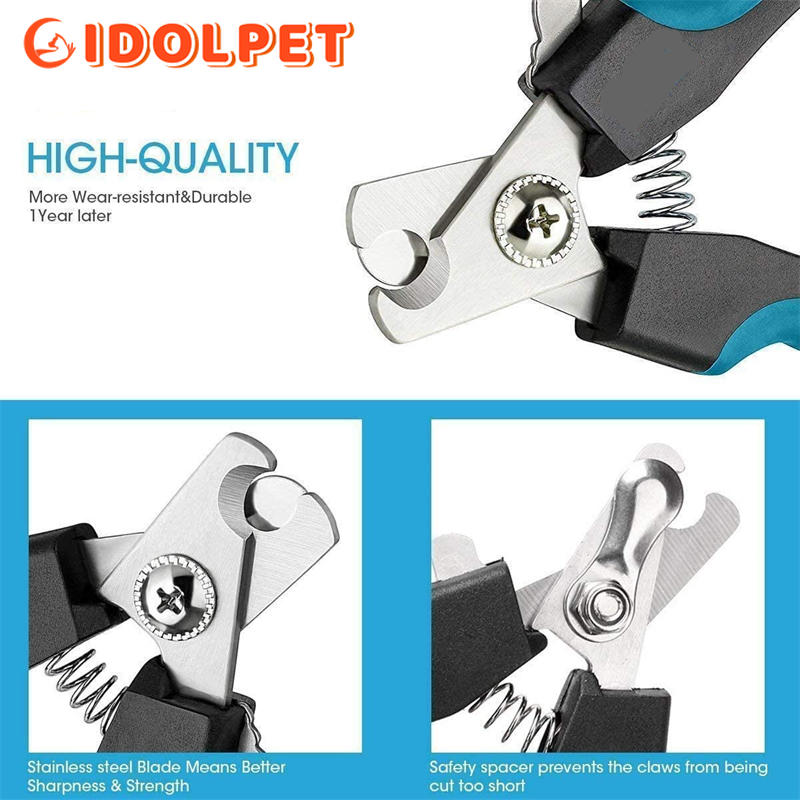 IDOLPET
HIGH-QUALITY
More Wear-resistant&Durable
1Year later
Stainless steel Blade Means Better
Sharpness & Strength
Safety spacer prevents the claws from being
cut too short